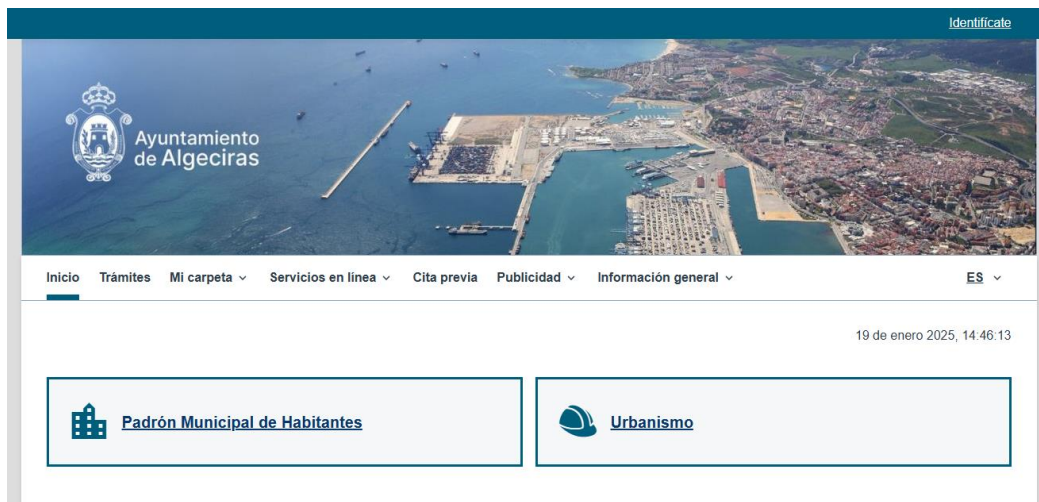 Identifícate
Ayuntamiento
de Algeciras
Inicio Trámites Mi carpeta Servicios en línea Cita previa Publicidad Información general ES
19 de enero 2025, 14:46:13
Padrón Municipal de Habitantes Urbanismo